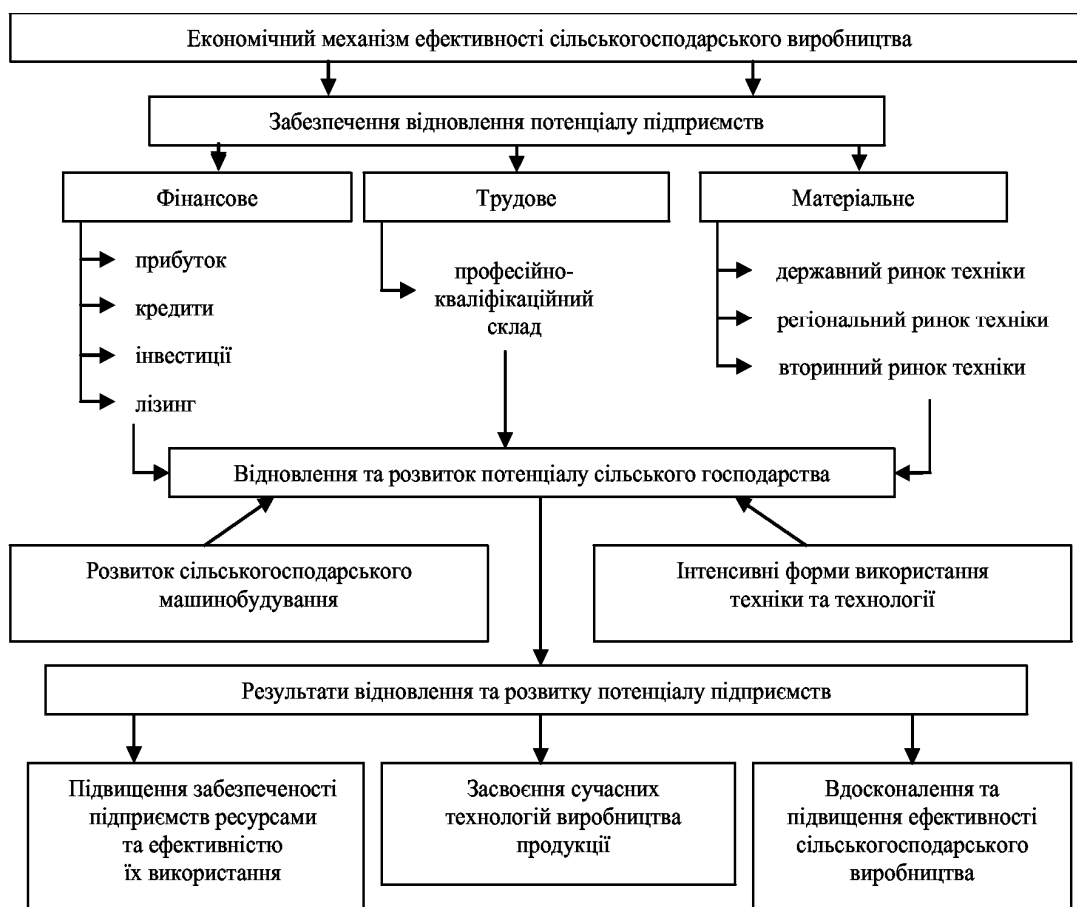 Економічний механізм ефективності сільськогосподарського виробництва
Забезпечення відновлення потенціалу підприємств
Фінансове
Трудове
Матеріальне
прибуток
кредити
інвестиції
лізинг
професійно-
кваліфікаційний
склад
державний ринок техніки
регіональний ринок техніки
вторинний ринок техніки
Відновлення та розвиток потенціалу сільського господарства
Розвиток сільськогосподарського
машинобудування
Інтенсивні форми використання
техніки та технології
Результати відновлення та розвитку потенціалу підприємств
Підвищення забезпеченості
підприємств ресурсами
та ефективністю
їх використання
Засвоєння сучасних
технологій виробництва
продукції
Вдосконалення та
підвищення ефективності
сільськогосподарського
виробництва